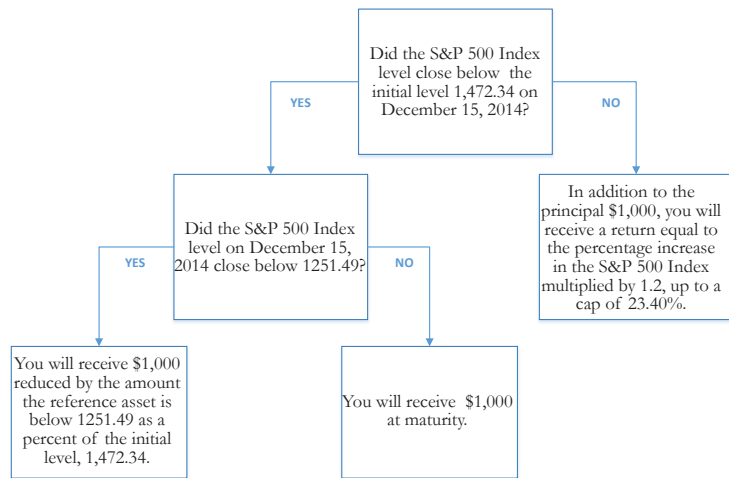 Did the S&P 500 Index
level close below the
initial level 1,472.34 on
December 15, 2014?
YES
NO
Did the S&P 500 Index
level on December 15,
2014 close below 1251.49?
In addition to the
principal $1,000, you will
receive a return equal to
the percentage increase
in the S&P 500 Index
multiplied by 1.2, up to a
cap of 23.40%.
YES
NO
You will receive $1,000
reduced by the amount
the reference asset is
below 1251.49 as a
percent of the initial
level, 1,472.34.
You will receive $1,000
at maturity.